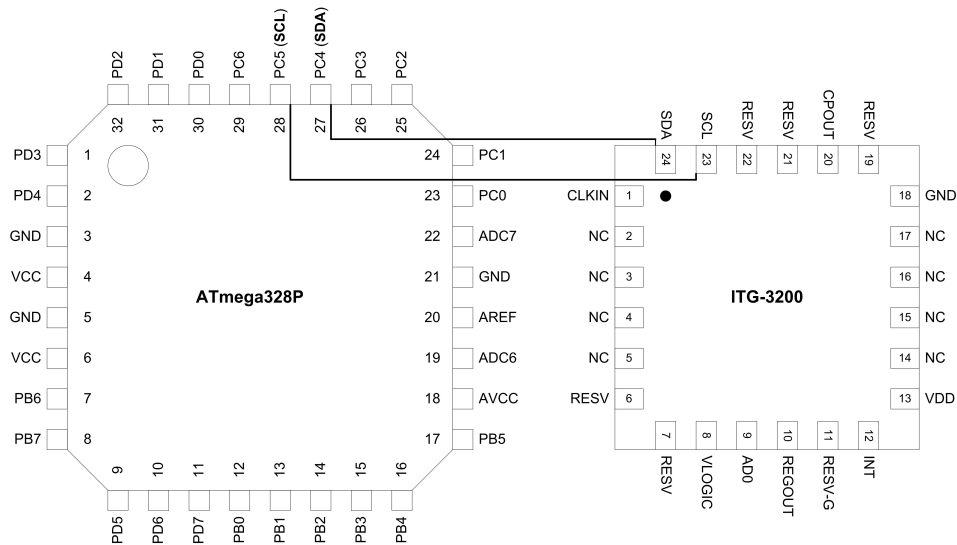 PD2
PD1
PD0
PC6
PC5 (SCL)
PC4 (SDA)
PC3
PC2
32
31
30
29
28
27
26
25
PD3
1
PD4
2
GND
3
VCC
4
GND
5
VCC
6
PB6
7
PB7
8
ATmega328P
24
PC1
23
PC0
22
ADC7
21
GND
20
AREF
19
ADC6
18
AVCC
17
PB5
9
10
11
12
13
14
15
16
PD5
PD6
PD7
PB0
PB1
PB2
PB3
PB4
SDA
SCL
RESV
RESV
CPOUT
RESV
24
23
22
21
20
19
CLKIN
1
NC
2
NC
3
NC
4
NC
5
RESV
6
ITG-3200
18
GND
17
NC
16
NC
15
NC
14
NC
13
VDD
7
8
9
10
11
12
RESV
VLOGIC
AD0
REGOUT
RESV-G
INT